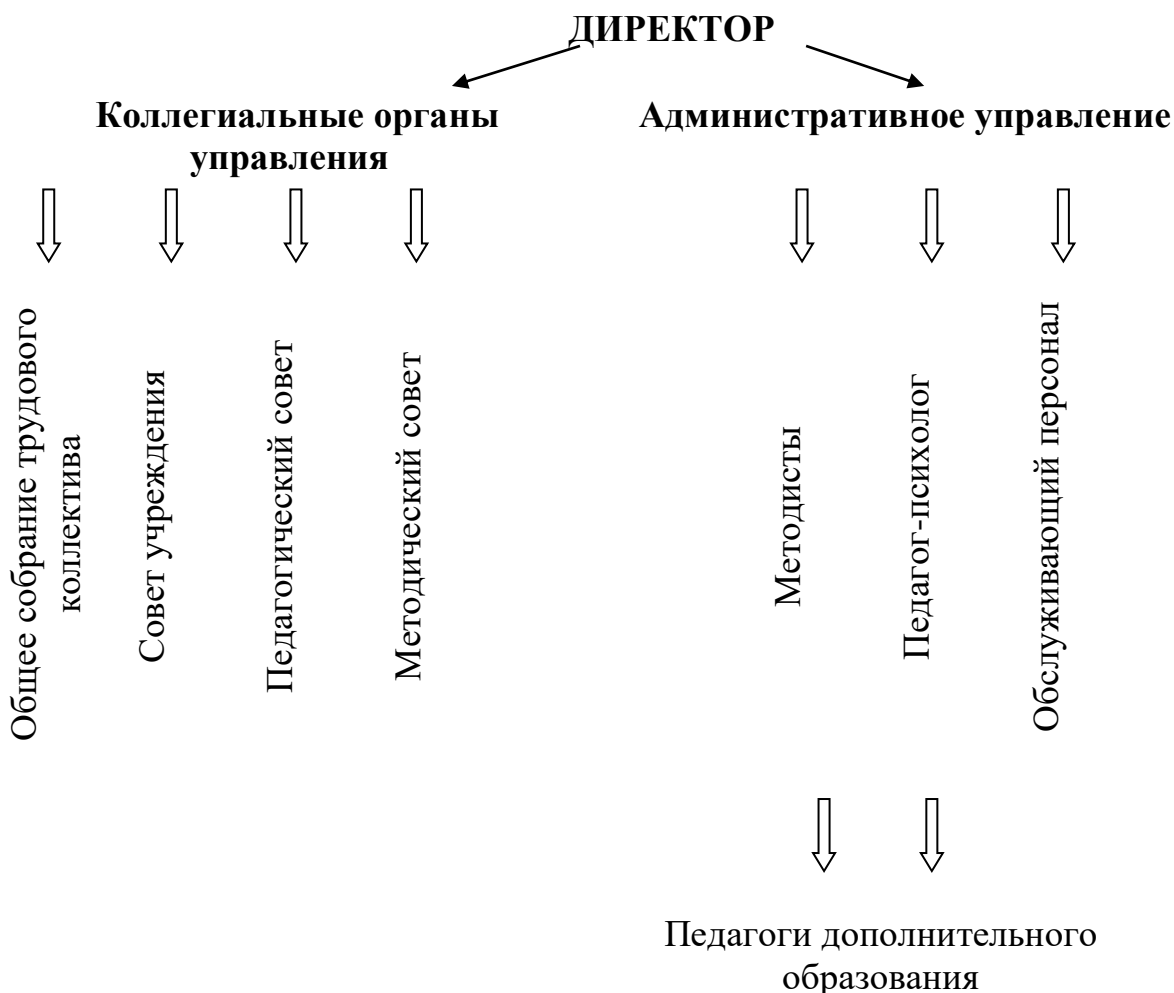 ДИРЕКТОР
Коллегиальные органы
управления
Административное управление
Общее собрание трудового
коллектива
Совет учреждения
Педагогический совет
Методический совет
Методисты
Педагог-психолог
Обслуживающий персонал
Педагоги дополнительного
образования